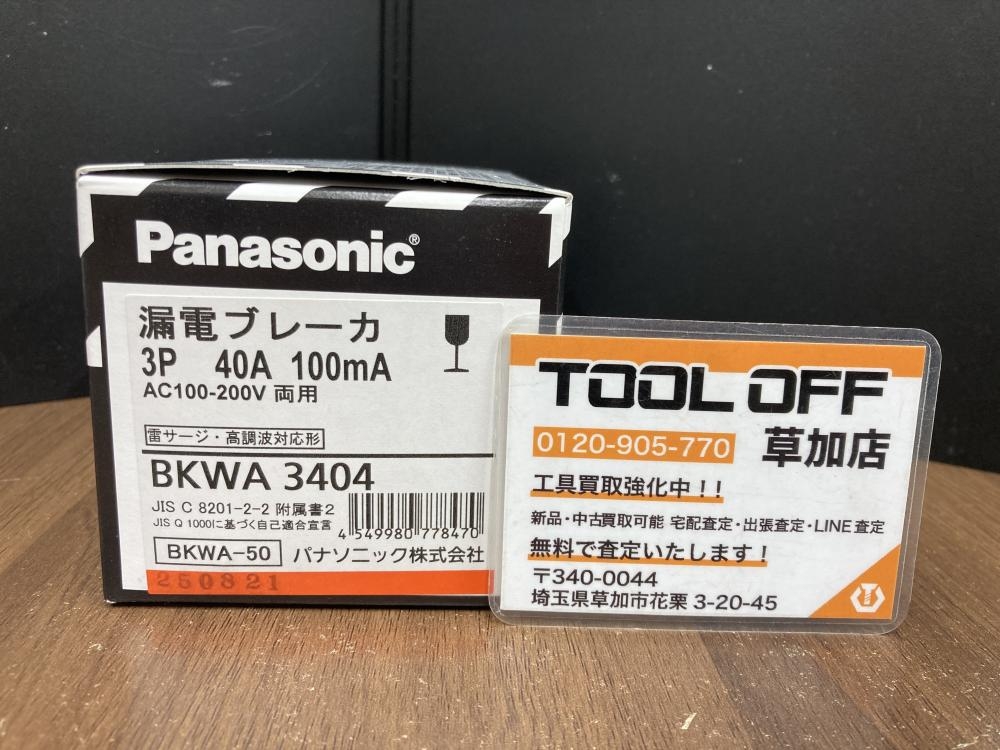 Panasonic®
漏電ブレーカ
3P 40A 100mA
AC100-200V 両用
雷サージ・高調波対応形
BKWA 3404
JIS C 8201-2-2 附属書2
JIS Q 1000に基づく自己適合宣言
4 549980 778470
BKWA-50 パナソニック株式会社
250821
TOOL OFF
0120-905-770 草加店
工具買取強化中!!
新品・中古買取可能 宅配査定・出張査定・LINE査定
無料で査定いたします!
〒340-0044
埼玉県草加市花栗 3-20-45